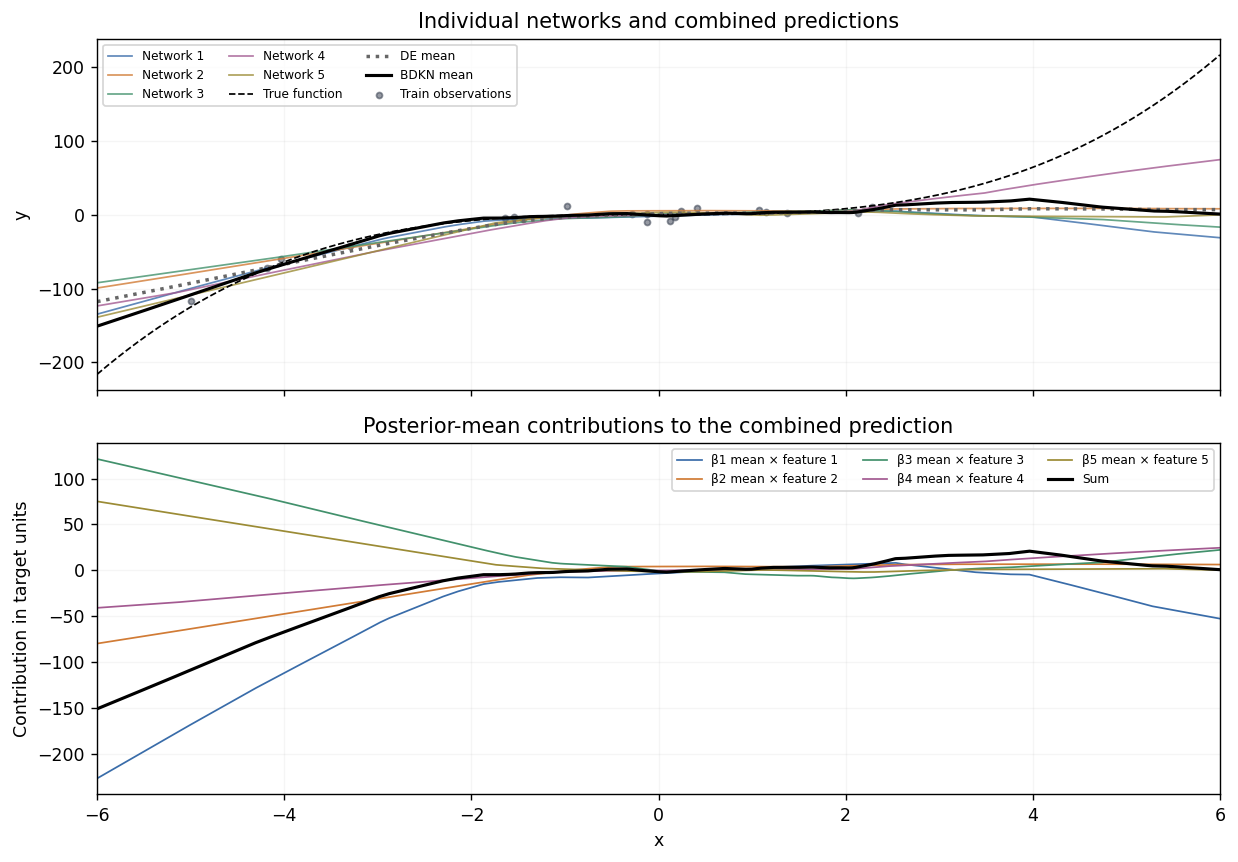 Individual networks and combined predictions
Network 1 Network 4 DE mean
Network 2 Network 5 BDKN mean
Network 3 True function Train observations
200
100
0
−100
−200
y
Posterior-mean contributions to the combined prediction
β1 mean × feature 1 β3 mean × feature 3 β5 mean × feature 5
β2 mean × feature 2 β4 mean × feature 4 Sum
100
50
0
−50
−100
−150
−200
Contribution in target units
−6 −4 −2 0 2 4 6
x